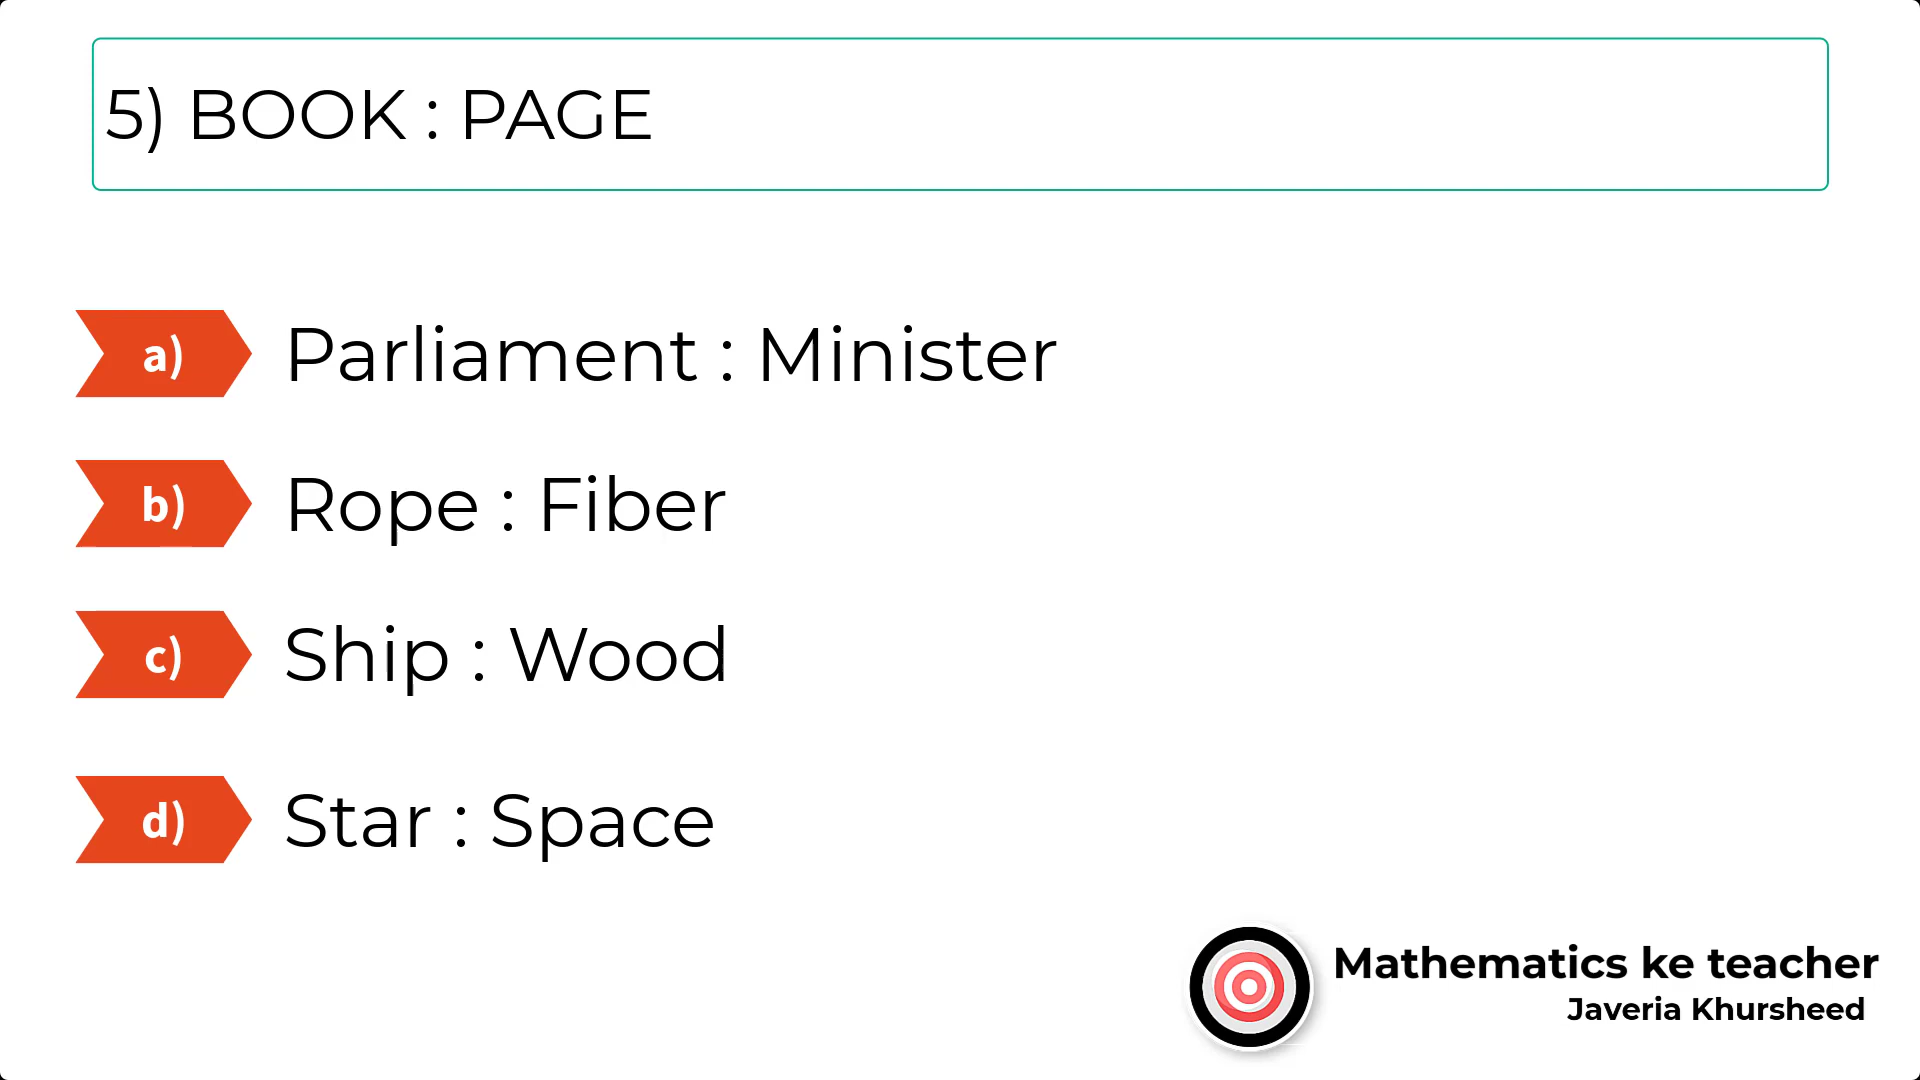 5) BOOK : PAGE
a) Parliament : Minister
b) Rope : Fiber
c) Ship : Wood
d) Star : Space
Mathematics ke teacher
Javeria Khursheed